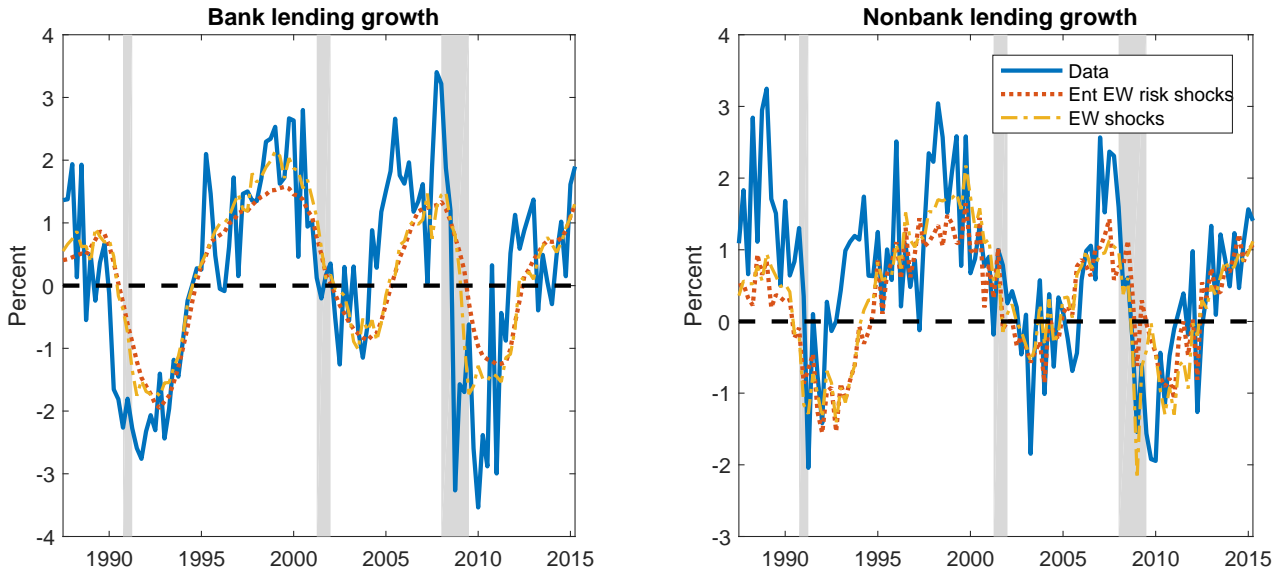 Bank lending growth
4
3
2
1
0
-1
-2
-3
-4
Percent
1990 1995 2000 2005 2010 2015
Nonbank lending growth
4
3
2
1
0
-1
-2
-3
Percent
1990 1995 2000 2005 2010 2015
Data
Ent EW risk shocks
EW shocks